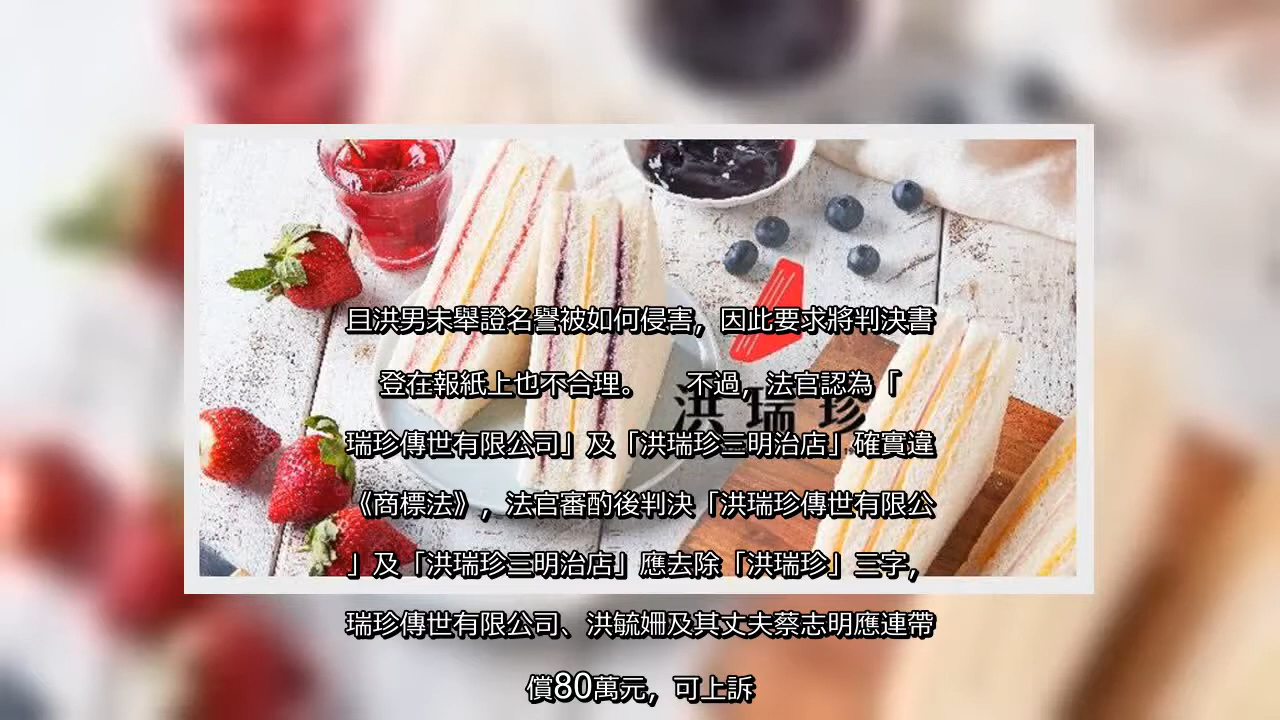 且洪男未舉證名譽被如何侵害，因此要求將判決書
登在報紙上也不合理。　　不過，法官認為「
洪瑞珍
瑞珍傳世有限公司」及「洪瑞珍三明治店」確實違
《商標法》，法官審酌後判決「洪瑞珍傳世有限公
」及「洪瑞珍三明治店」應去除「洪瑞珍」三字，
瑞珍傳世有限公司、洪毓姍及其丈夫蔡志明應連帶
償80萬元，可上訴